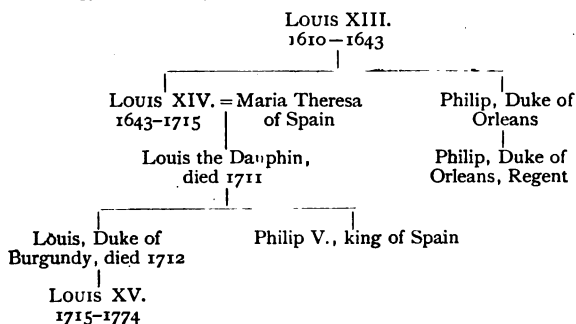 LOUIS XIII.
1610–1643
LOUIS XIV. = Maria Theresa
1643–1715 of Spain
Philip, Duke of
Orleans
Louis the Dauphin,
died 1711
Philip, Duke of
Orleans, Regent
Louis, Duke of
Burgundy, died 1712
Philip V., king of Spain
LOUIS XV.
1715–1774